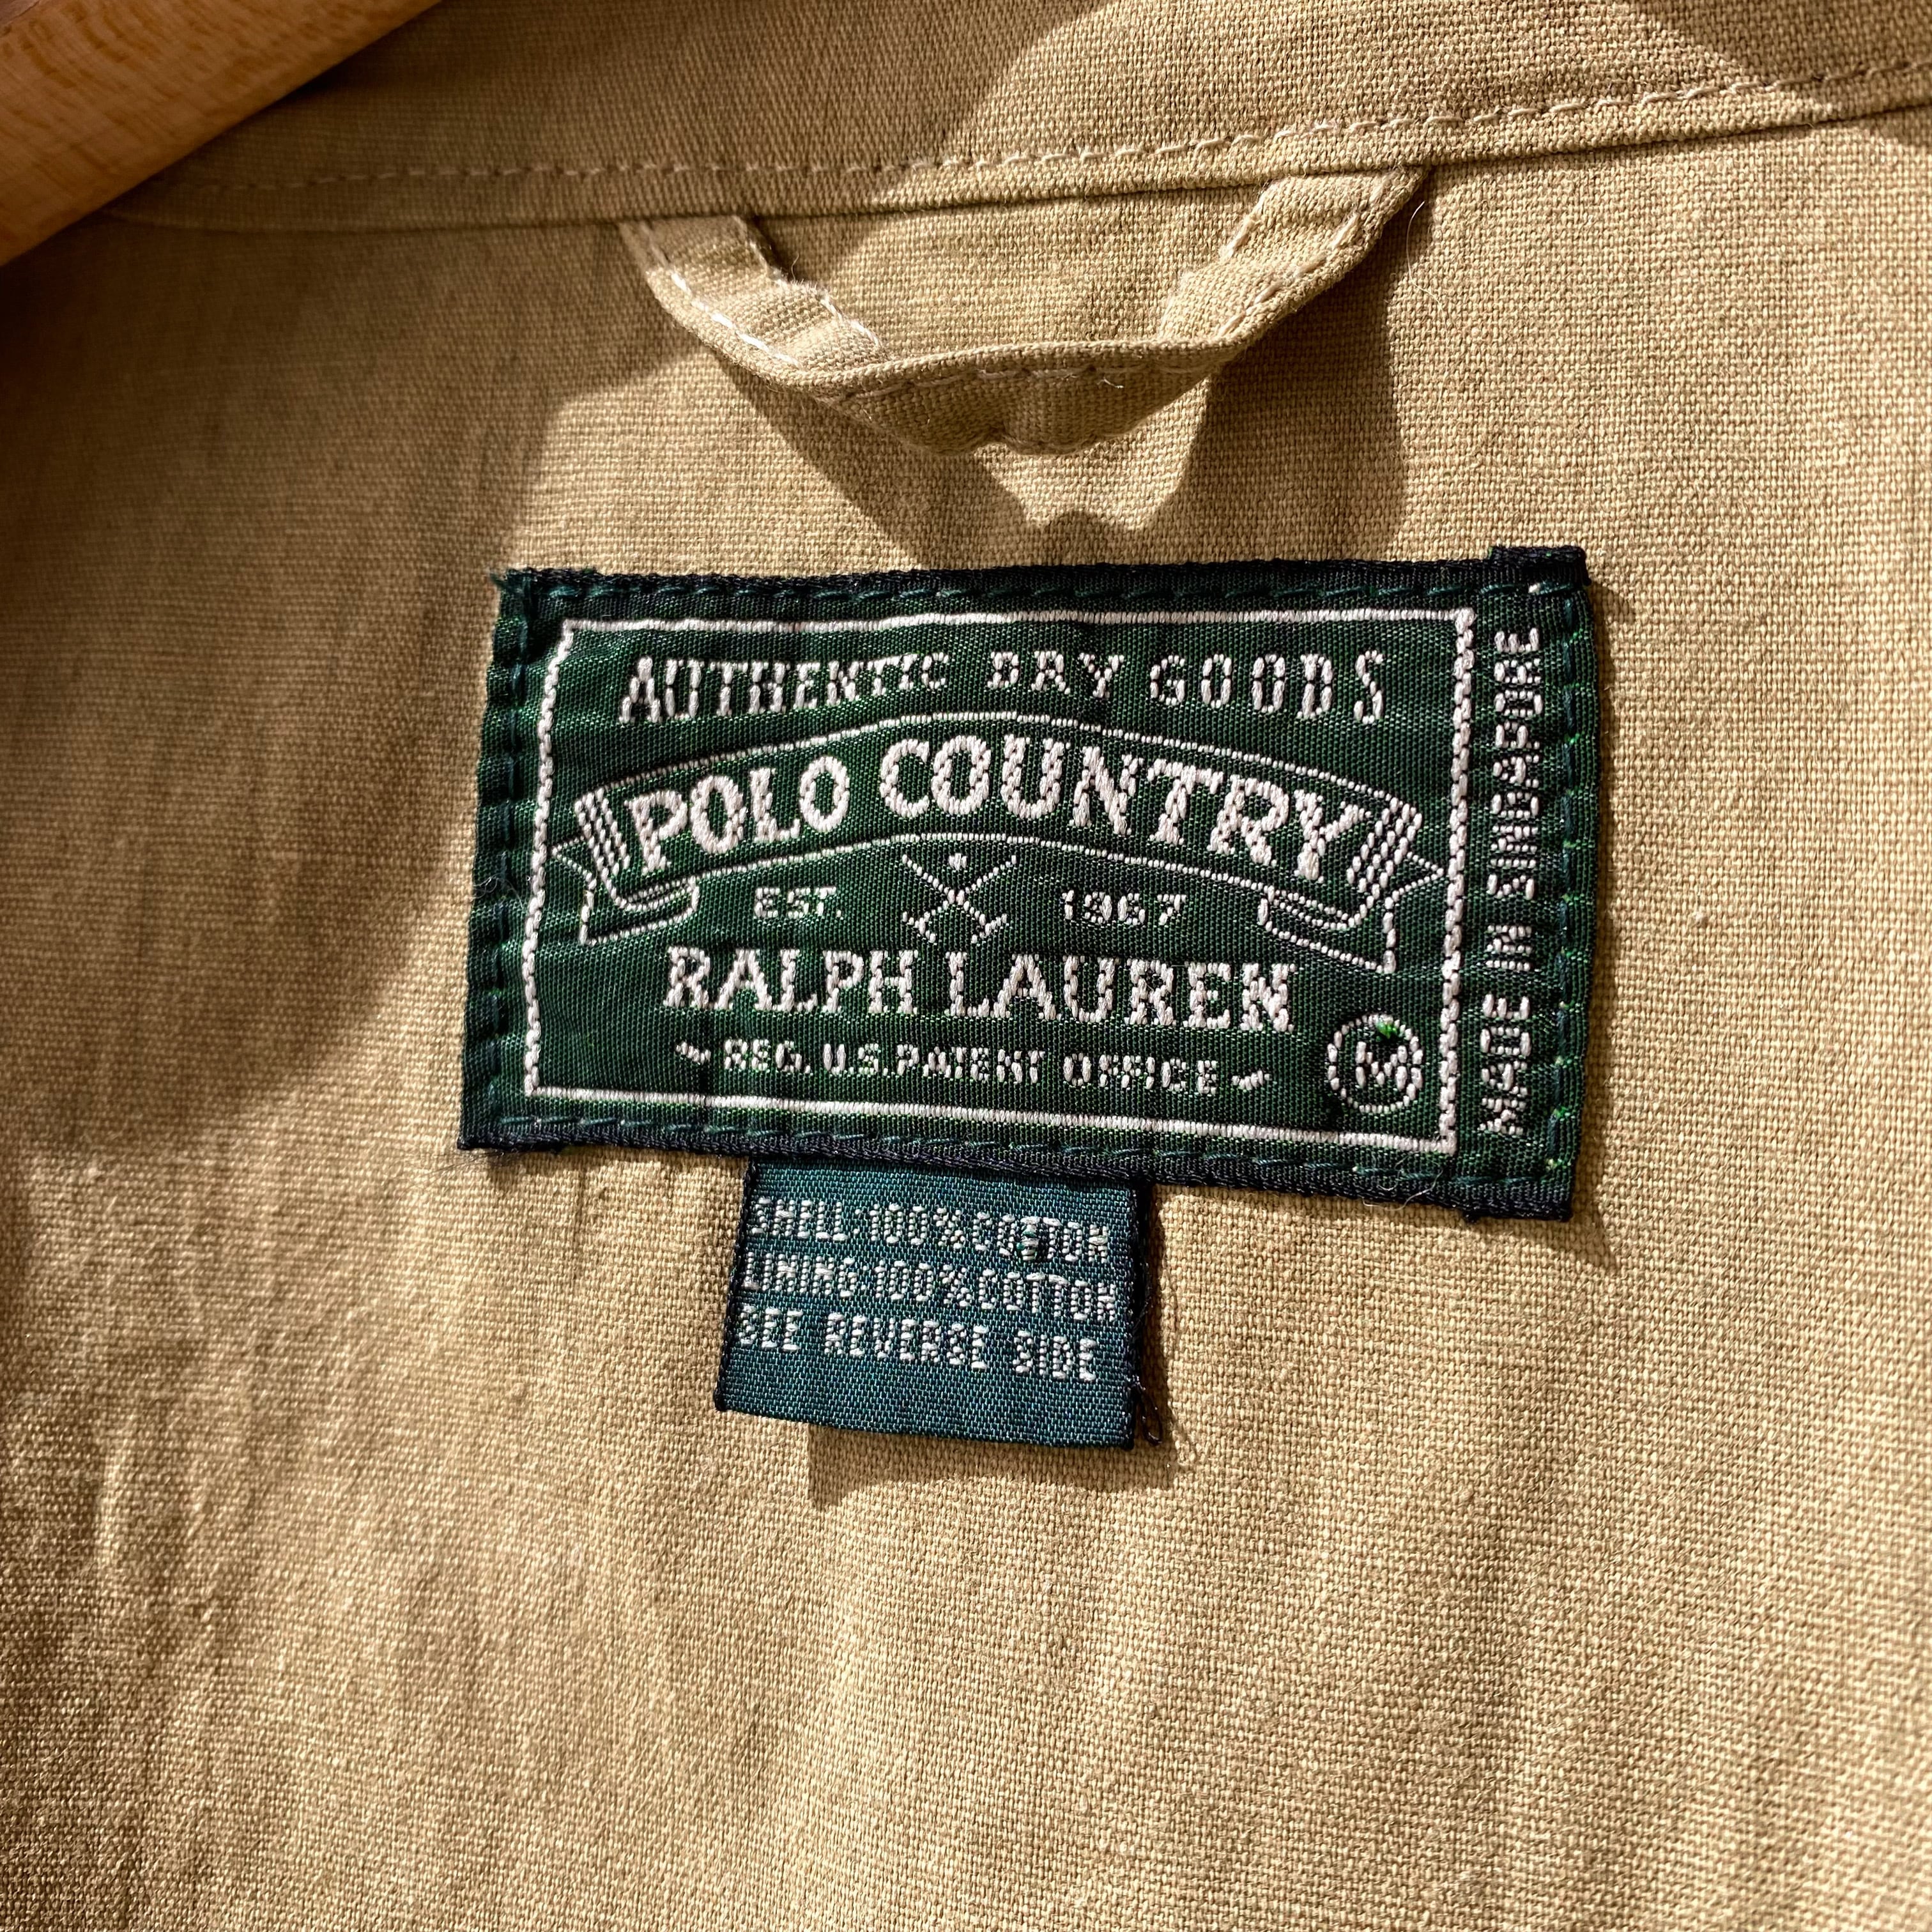 AUTHENTIC DRY GOODS
POLO COUNTRY
EST. 1967
RALPH LAUREN
~ REG. U.S. PATENT OFFICE ~
M
MADE IN SINGAPORE
SHELL·100% COTTON
LINING·100% COTTON
SEE REVERSE SIDE